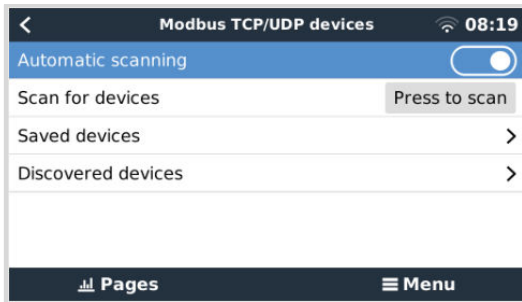 Modbus TCP/UDP devices 08:19
Automatic scanning
Scan for devices Press to scan
Saved devices
Discovered devices
Pages Menu